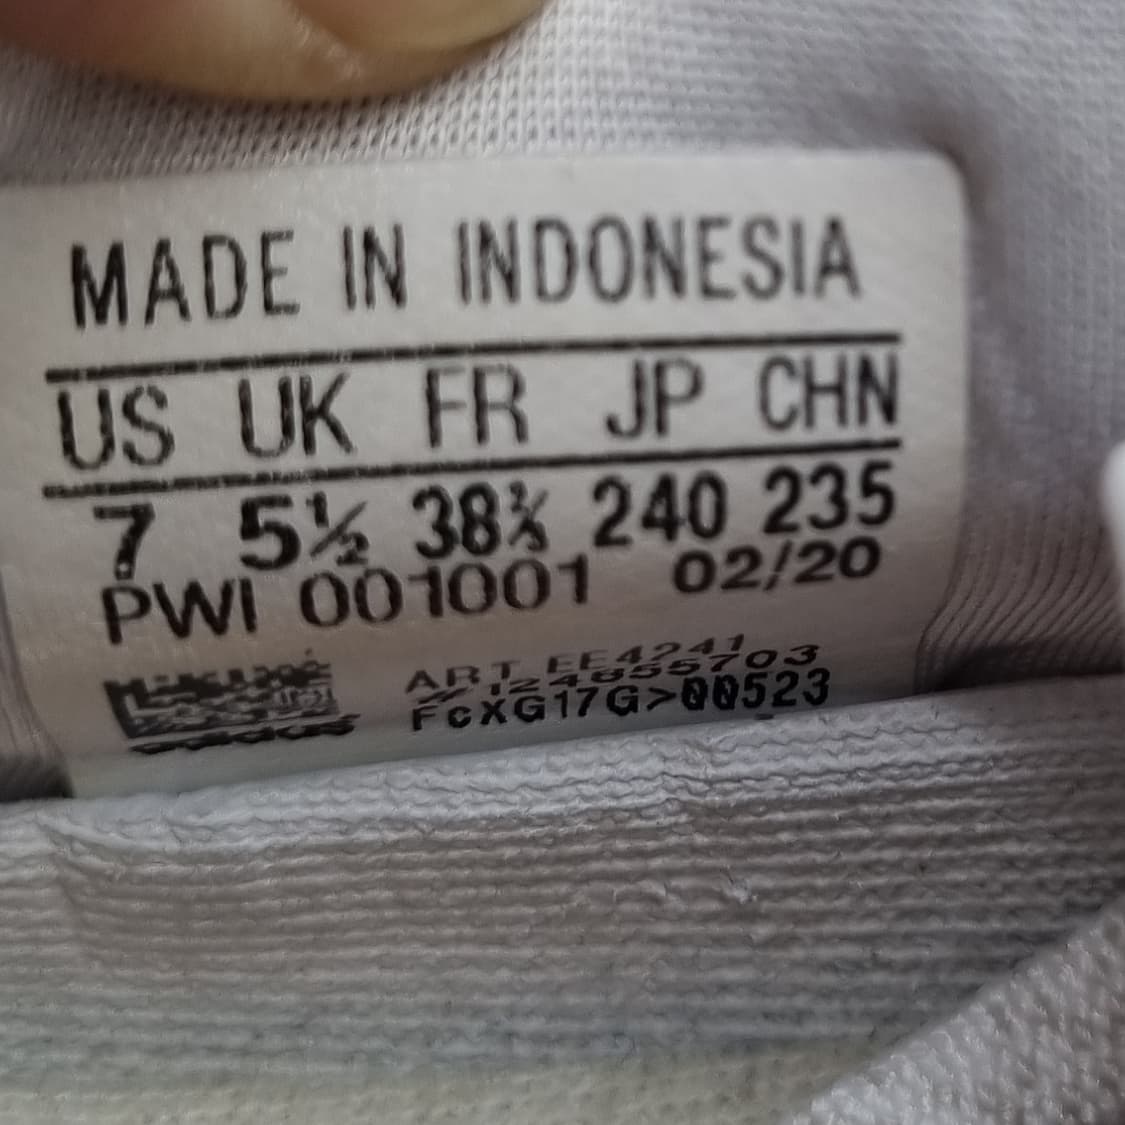 MADE IN INDONESIA
US UK FR JP CHN
7 5½ 38⅔ 240 235
PWI 001001 02/20
ART EE4241
# 124855703
FcXG17G>00523
adidas